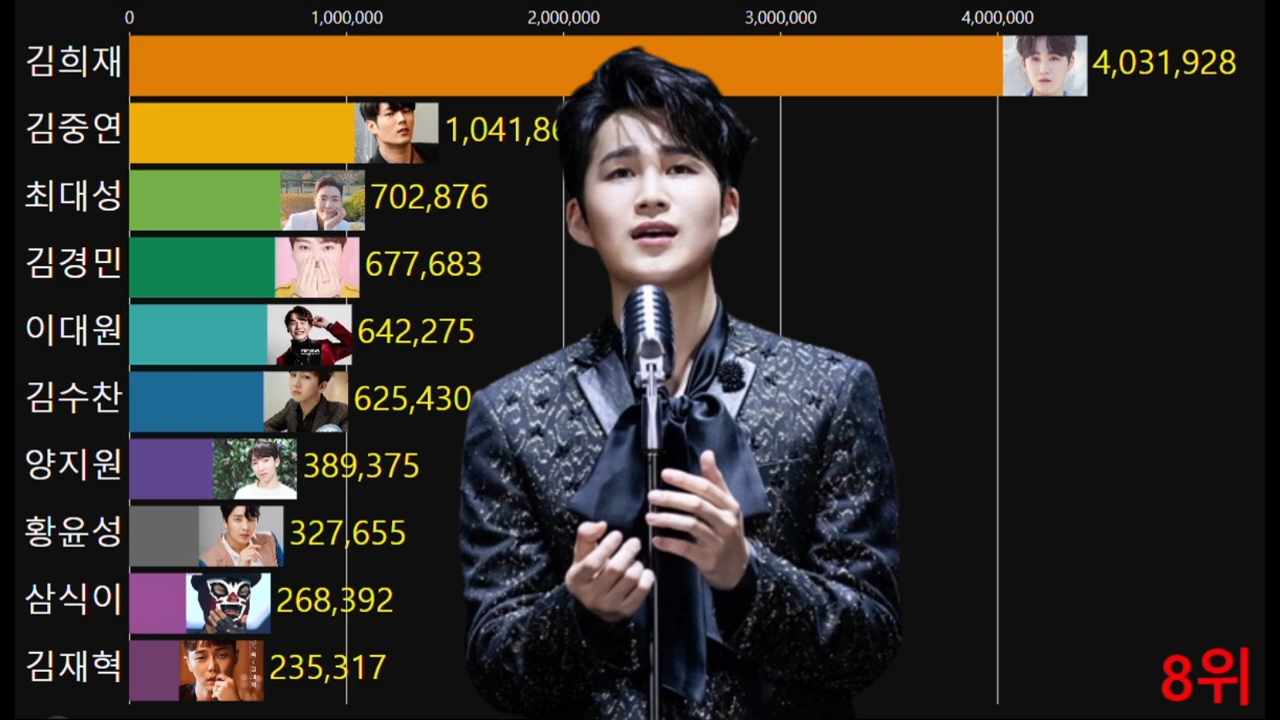 0 1,000,000 2,000,000 3,000,000 4,000,000
김희재 4,031,928
김중연
최대성 702,876
김경민 677,683
이대원 642,275
김수찬 625,430
양지원 389,375
황윤성 327,655
삼식이 268,392
김재혁 235,317
8위